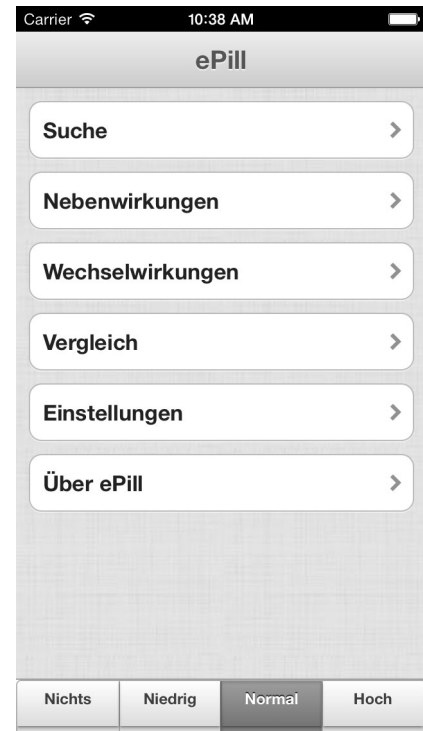 Carrier 10:38 AM
ePill
Suche
Nebenwirkungen
Wechselwirkungen
Vergleich
Einstellungen
Über ePill
Nichts Niedrig Normal Hoch